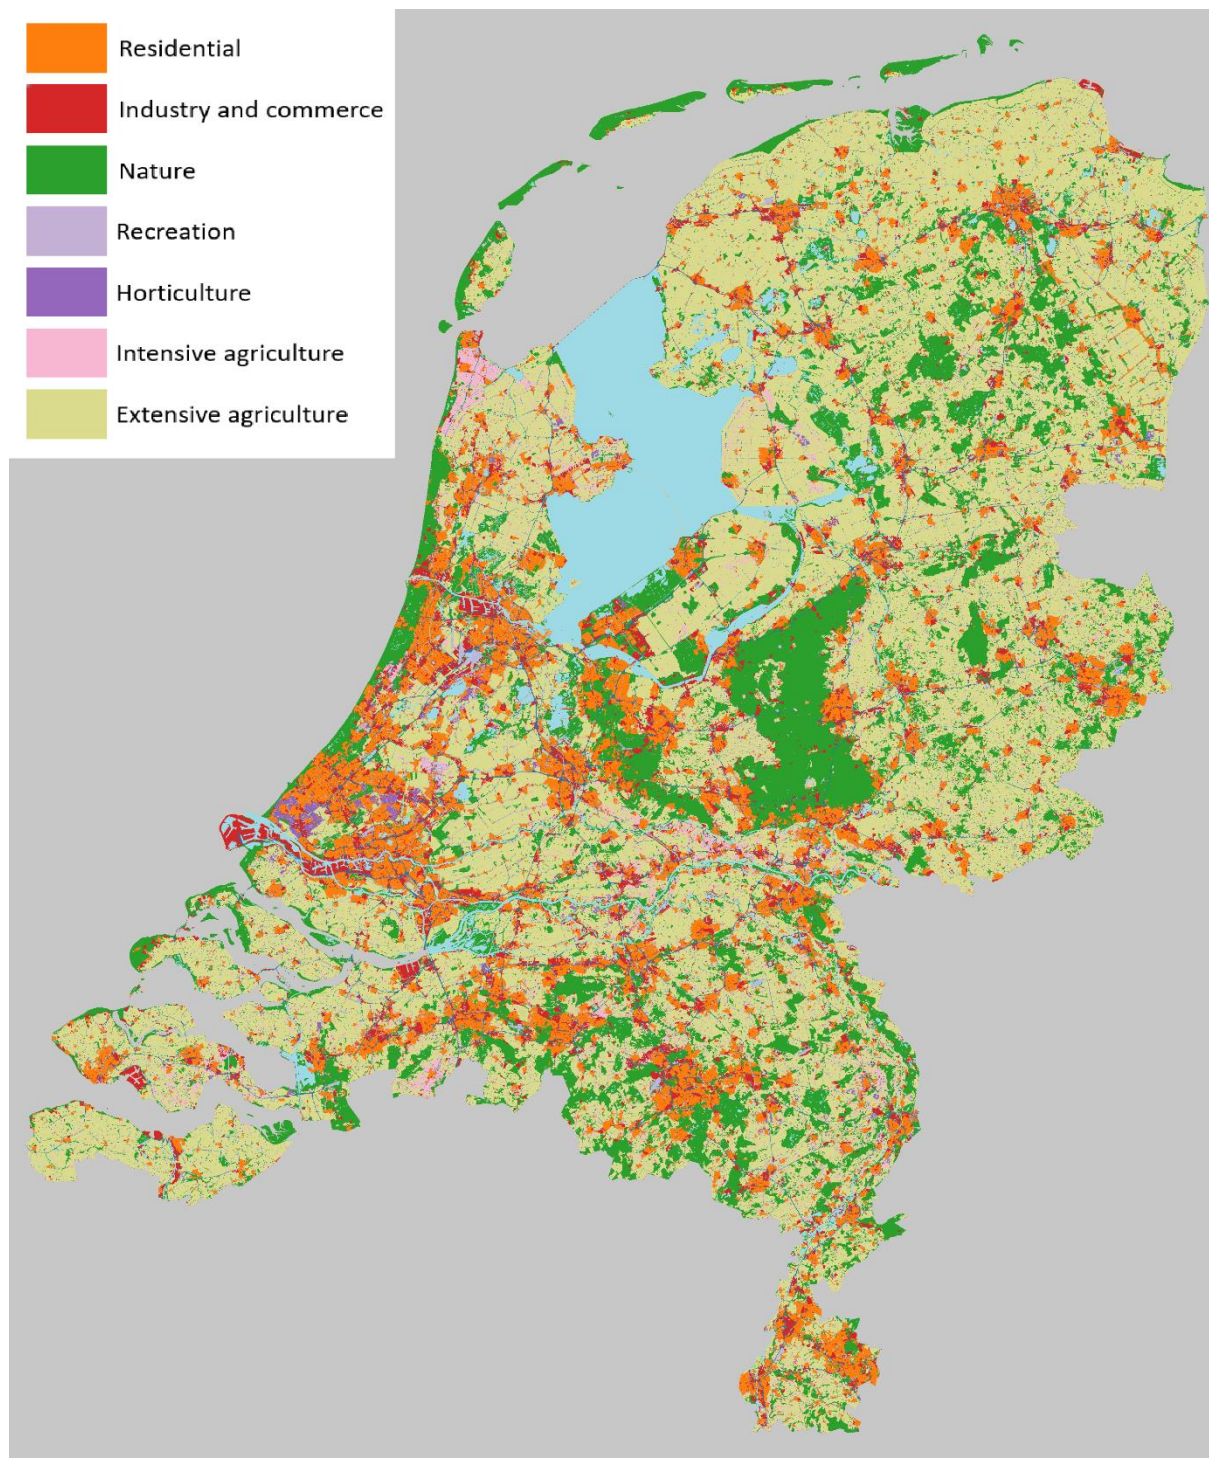 Residential
Industry and commerce
Nature
Recreation
Horticulture
Intensive agriculture
Extensive agriculture